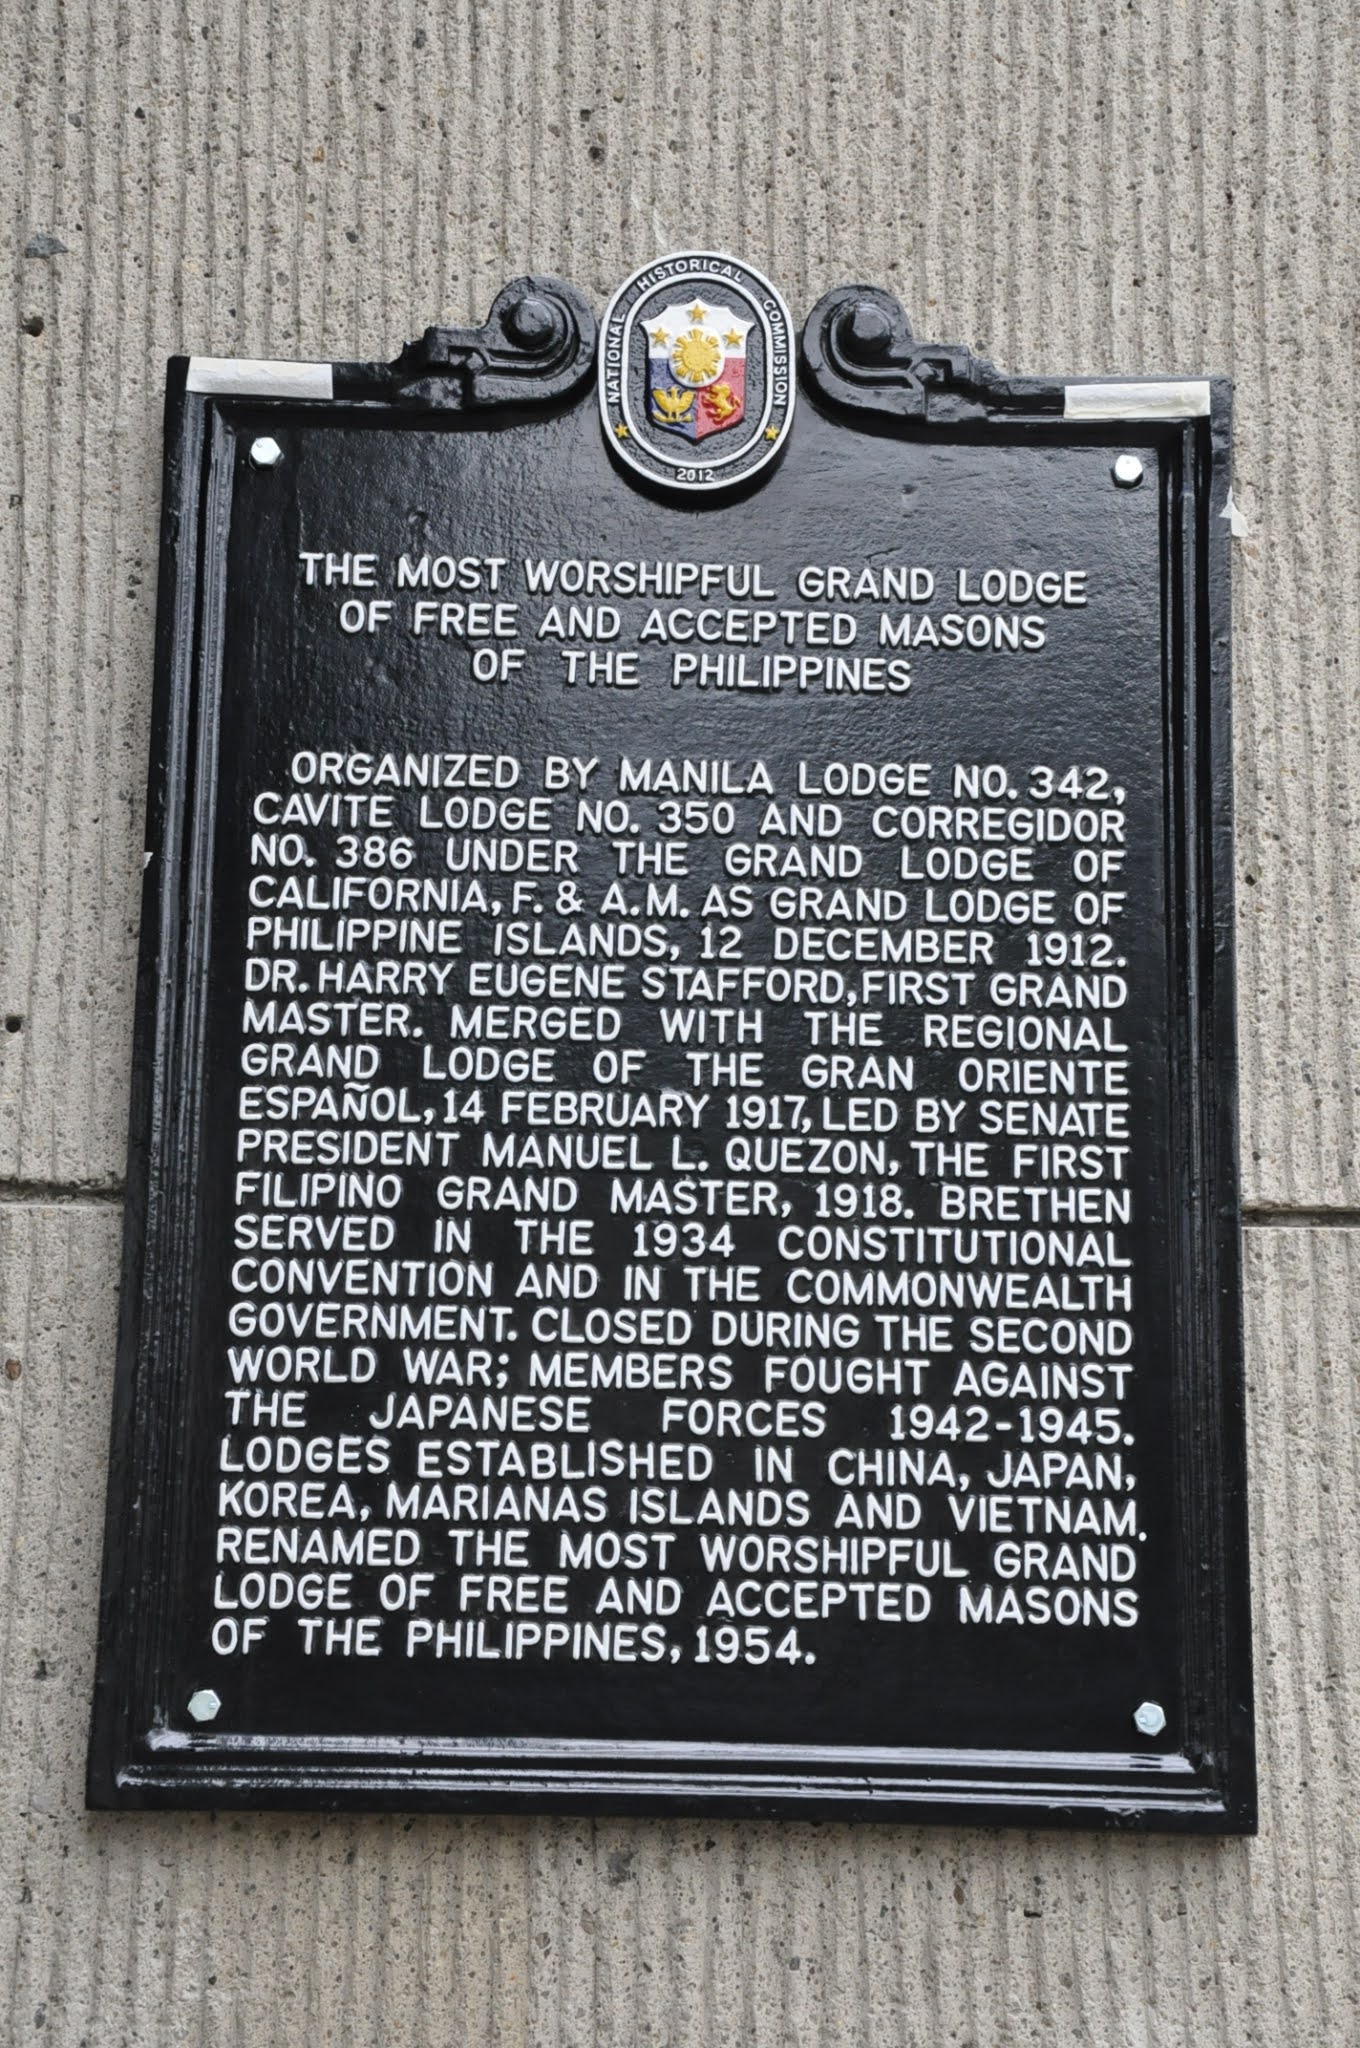 NATIONAL HISTORICAL COMMISSION
2012
THE MOST WORSHIPFUL GRAND LODGE
OF FREE AND ACCEPTED MASONS
OF THE PHILIPPINES
ORGANIZED BY MANILA LODGE NO. 342,
CAVITE LODGE NO. 350 AND CORREGIDOR
NO. 386 UNDER THE GRAND LODGE OF
CALIFORNIA, F. & A.M. AS GRAND LODGE OF
PHILIPPINE ISLANDS, 12 DECEMBER 1912.
DR. HARRY EUGENE STAFFORD, FIRST GRAND
MASTER. MERGED WITH THE REGIONAL
GRAND LODGE OF THE GRAN ORIENTE
ESPAÑOL, 14 FEBRUARY 1917, LED BY SENATE
PRESIDENT MANUEL L. QUEZON, THE FIRST
FILIPINO GRAND MASTER, 1918. BRETHEN
SERVED IN THE 1934 CONSTITUTIONAL
CONVENTION AND IN THE COMMONWEALTH
GOVERNMENT. CLOSED DURING THE SECOND
WORLD WAR; MEMBERS FOUGHT AGAINST
THE JAPANESE FORCES 1942-1945.
LODGES ESTABLISHED IN CHINA, JAPAN,
KOREA, MARIANAS ISLANDS AND VIETNAM.
RENAMED THE MOST WORSHIPFUL GRAND
LODGE OF FREE AND ACCEPTED MASONS
OF THE PHILIPPINES, 1954.